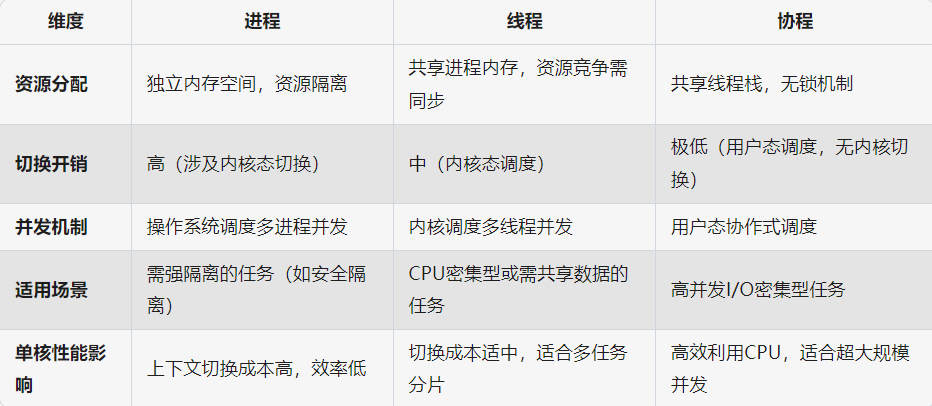 维度 进程 线程 协程
资源分配 独立内存空间，资源隔离 共享进程内存，资源竞争需
同步 共享线程栈，无锁机制
切换开销 高（涉及内核态切换） 中（内核态调度） 极低（用户态调度，无内核切
换）
并发机制 操作系统调度多进程并发 内核调度多线程并发 用户态协作式调度
适用场景 需强隔离的任务（如安全隔
离） CPU密集型或需共享数据的
任务 高并发I/O密集型任务
单核性能影
响 上下文切换成本高，效率低 切换成本适中，适合多任务
分片 高效利用CPU，适合超大规模
并发